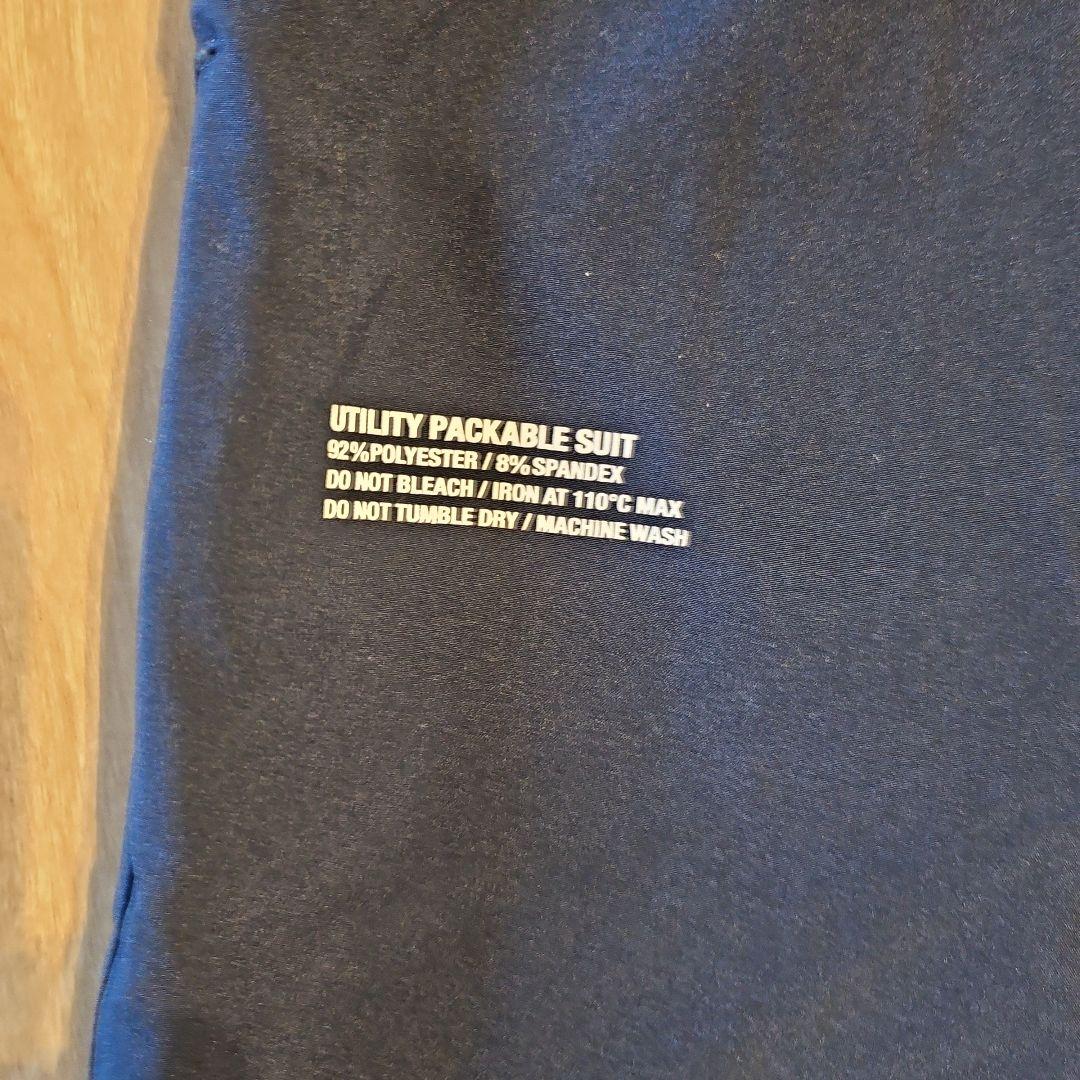 UTILITY PACKABLE SUIT
92%POLYESTER / 8%SPANDEX
DO NOT BLEACH / IRON AT 110°C MAX
DO NOT TUMBLE DRY / MACHINE WASH